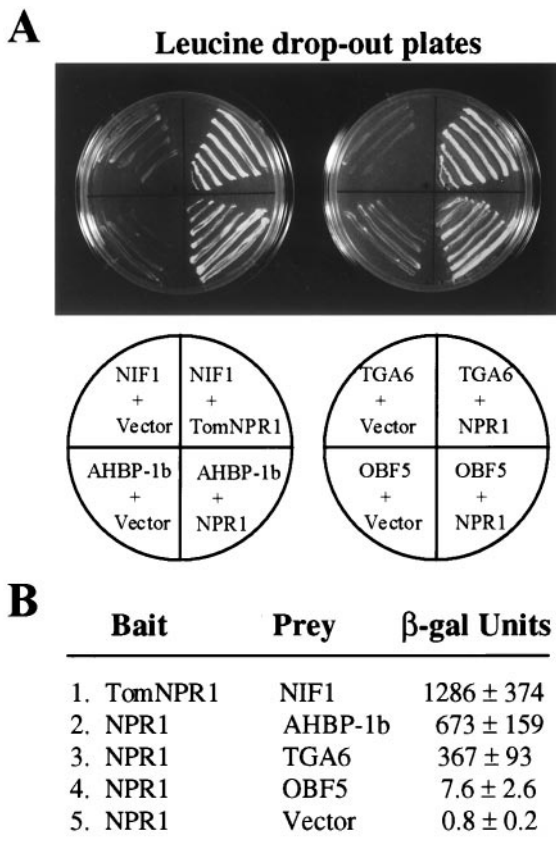 A
Leucine drop-out plates
NIF1
+
Vector
NIF1
+
TomNPR1
AHBP-1b
+
Vector
AHBP-1b
+
NPR1
TGA6
+
Vector
TGA6
+
NPR1
OBF5
+
Vector
OBF5
+
NPR1
B
Bait Prey β-gal Units
1. TomNPR1 NIF1 1286 ± 374
2. NPR1 AHBP-1b 673 ± 159
3. NPR1 TGA6 367 ± 93
4. NPR1 OBF5 7.6 ± 2.6
5. NPR1 Vector 0.8 ± 0.2